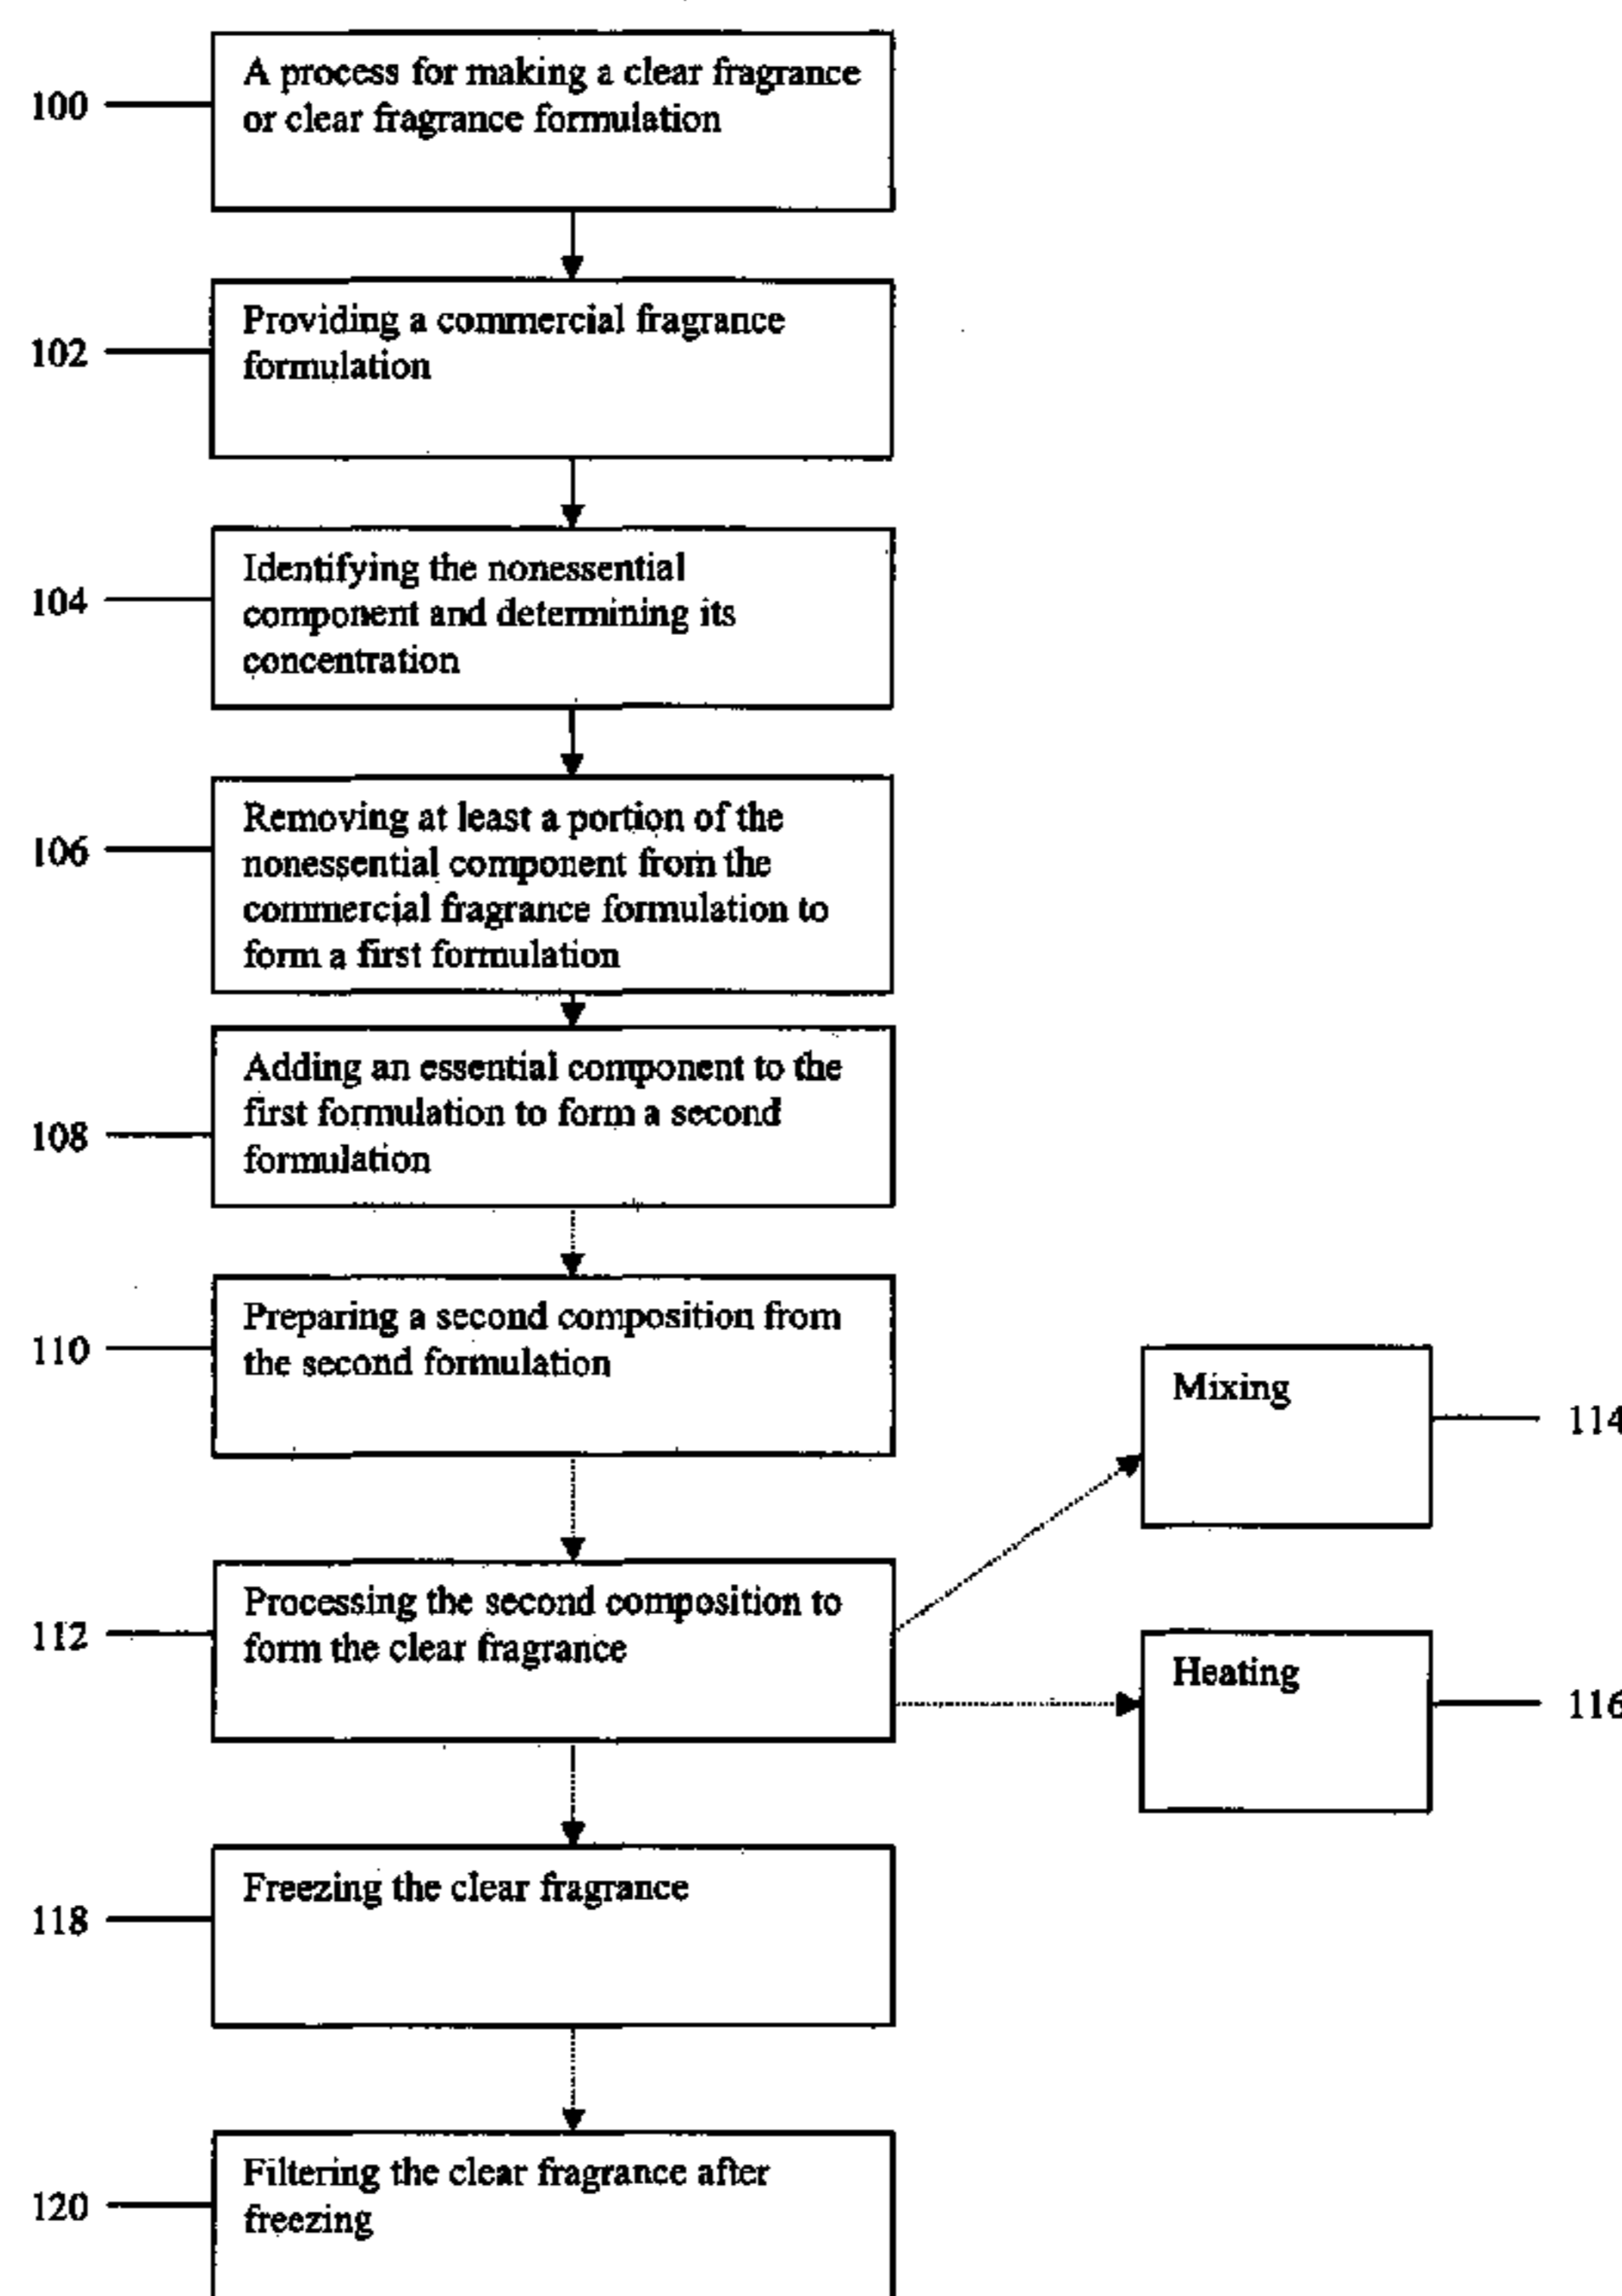 100
A process for making a clear fragrance
or clear fragrance formulation
102
Providing a commercial fragrance
formulation
104
Identifying the nonessential
component and determining its
concentration
106
Removing at least a portion of the
nonessential component from the
commercial fragrance formulation to
form a first formulation
108
Adding an essential component to the
first formulation to form a second
formulation
110
Preparing a second composition from
the second formulation
Mixing
114
112
Processing the second composition to
form the clear fragrance
Heating
116
118
Freezing the clear fragrance
120
Filtering the clear fragrance after
freezing